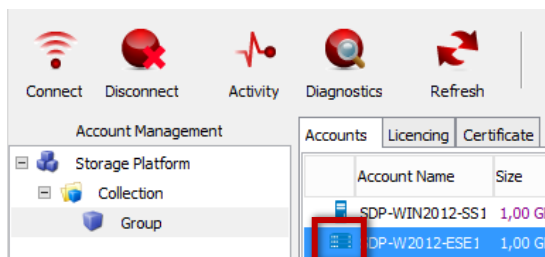 Connect Disconnect Activity Diagnostics Refresh
Account Management
Accounts Licencing Certificate
Storage Platform
Account Name Size
Collection
SDP-WIN2012-SS1 1,00 G
Group
SDP-W2012-ESE1 1,00 G